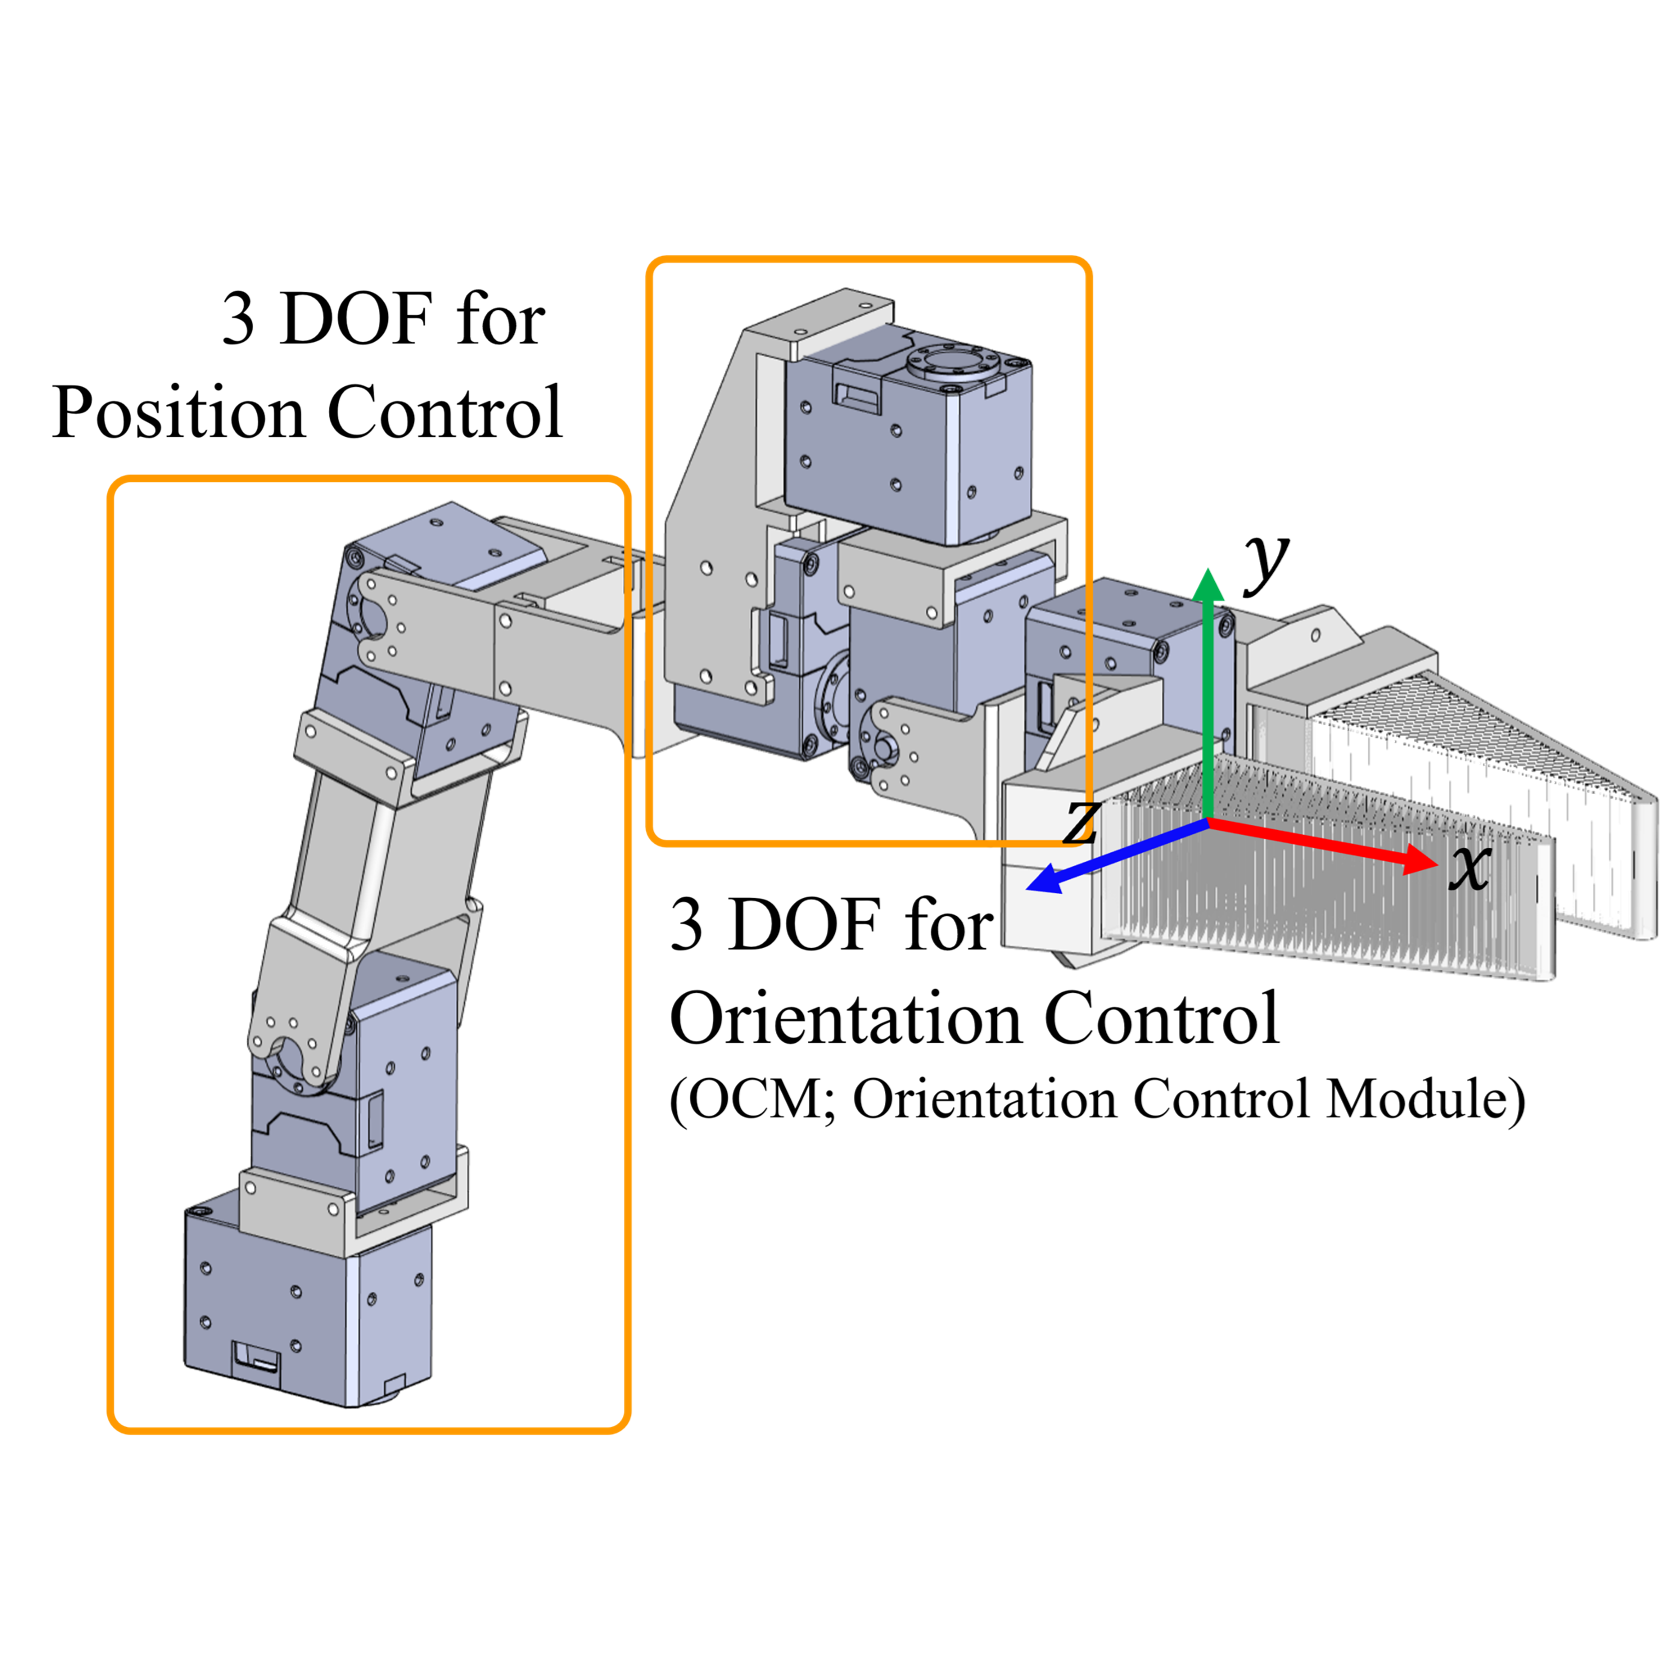 3 DOF for
Position Control
y
z
x
3 DOF for
Orientation Control
(OCM; Orientation Control Module)